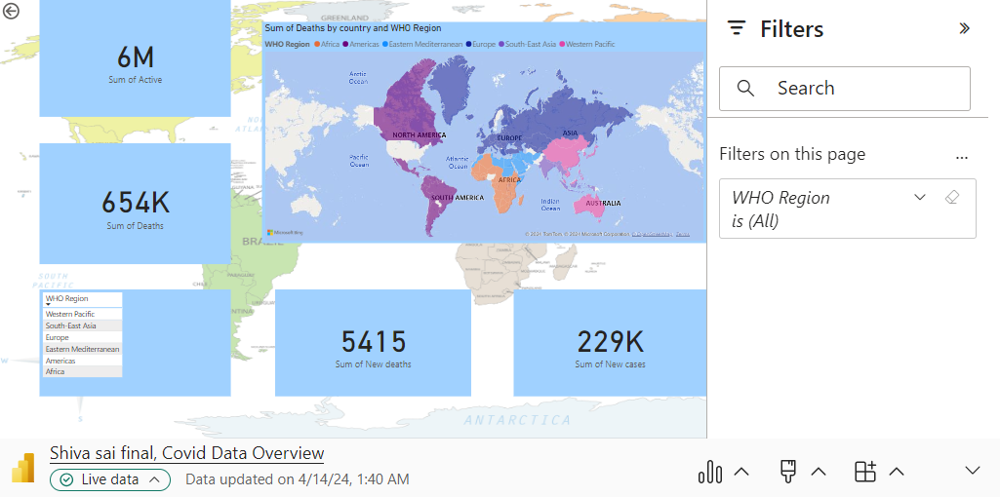 6M
Sum of Active
654K
Sum of Deaths
GREENLAND
Sum of Deaths by country and WHO Region
WHO Region Africa Americas Eastern Mediterranean Europe South-East Asia Western Pacific
Arctic
Ocean
NORTH AMERICA
EUROPE
ASIA
Pacific
Ocean
Atlantic
Ocean
AFRICA
SOUTH AMERICA
Indian
Ocean
AUSTRALIA
Microsoft Bing
© 2024 TomTom, © 2024 Microsoft Corporation, © OpenStreetMap, Terms
SOUTH
PACIFIC
CHILE
WHO Region
Western Pacific
South-East Asia
Europe
Eastern Mediterranean
Americas
Africa
5415
Sum of New deaths
229K
Sum of New cases
W
S
ANTARCTICA
Filters
Search
Filters on this page
...
WHO Region
is (All)
Shiva sai final, Covid Data Overview
Live data
Data updated on 4/14/24, 1:40 AM